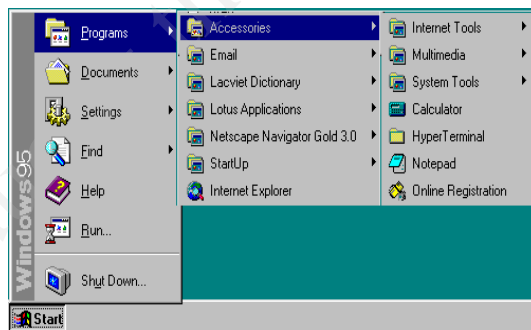 Programs
Documents
Settings
Find
Help
Run...
Shut Down...
Windows95
Start
Accessories
Email
Lacviet Dictionary
Lotus Applications
Netscape Navigator Gold 3.0
StartUp
Internet Explorer
Internet Tools
Multimedia
System Tools
Calculator
HyperTerminal
Notepad
Online Registration